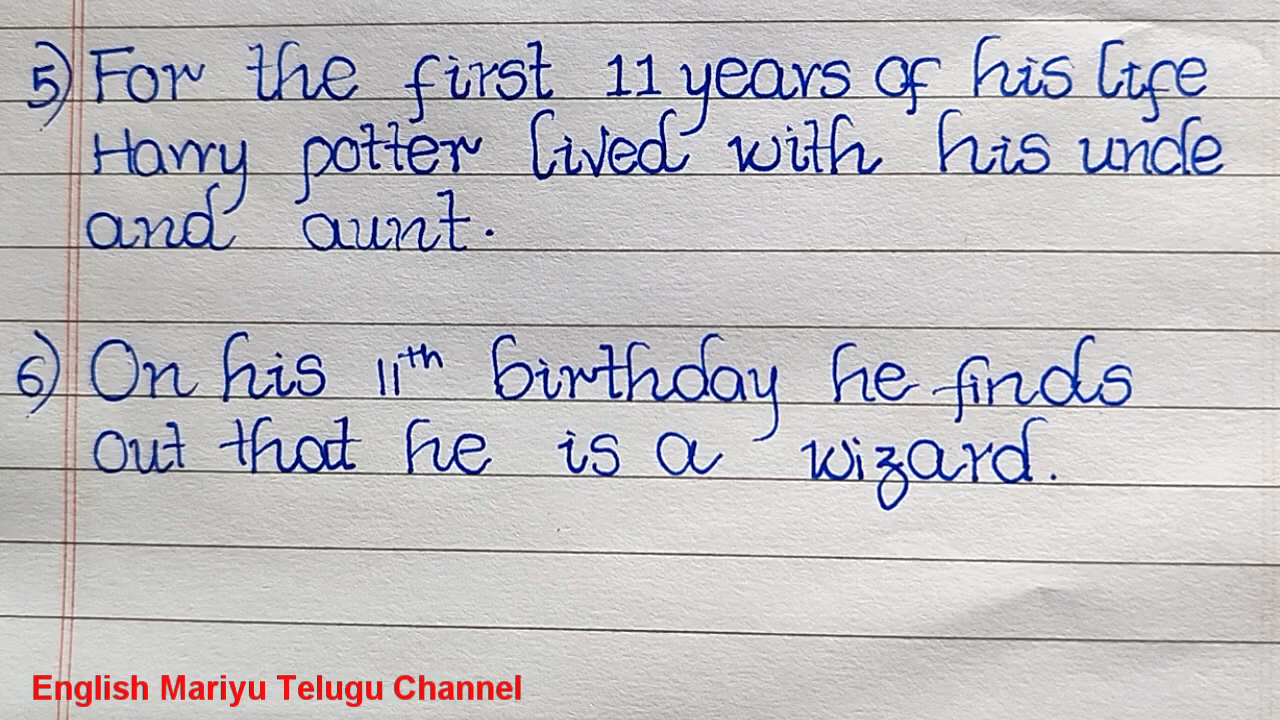 5) For the first 11 years of his life
Harry potter lived with his uncle
and aunt.
6) On his 11th birthday he finds
out that he is a wizard.
English Mariyu Telugu Channel